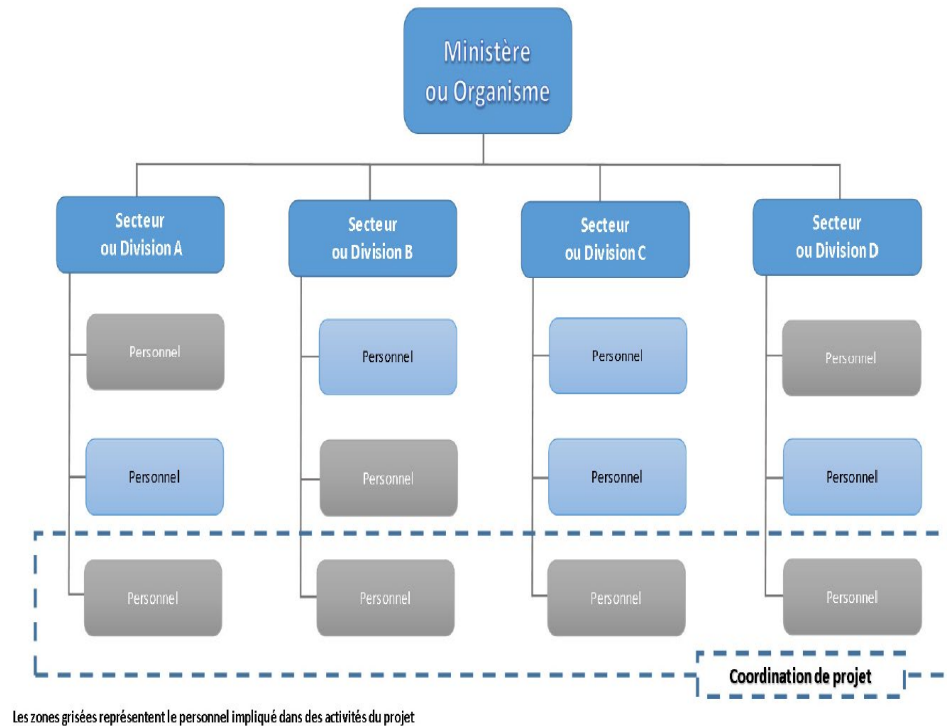 Ministère
ou Organisme
Secteur
ou Division A
Secteur
ou Division B
Secteur
ou Division C
Secteur
ou Division D
Personnel
Personnel
Personnel
Personnel
Personnel
Personnel
Personnel
Personnel
Personnel
Personnel
Personnel
Personnel
Coordination de projet
Les zones grisées représentent le personnel impliqué dans des activités du projet